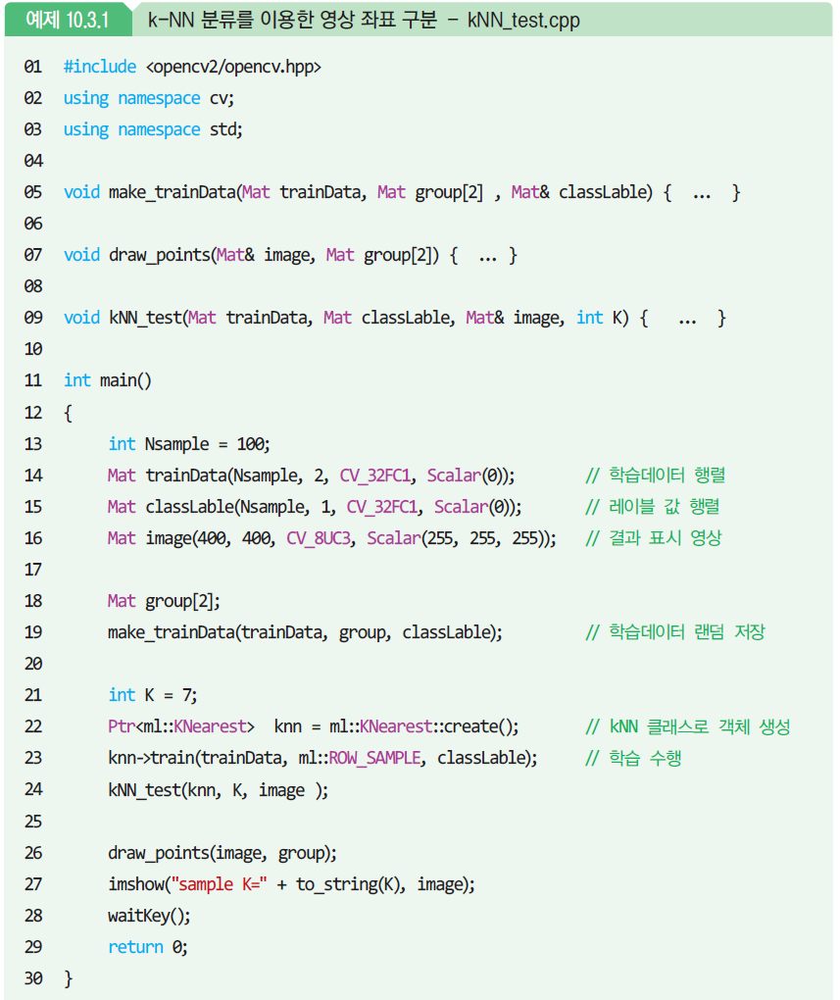 예제 10.3.1 k-NN 분류를 이용한 영상 좌표 구분 - kNN_test.cpp
01 #include <opencv2/opencv.hpp>
02 using namespace cv;
03 using namespace std;
04
05 void make_trainData(Mat trainData, Mat group[2] , Mat& classLable) { ... }
06
07 void draw_points(Mat& image, Mat group[2]) { ... }
08
09 void kNN_test(Mat trainData, Mat classLable, Mat& image, int K) { ... }
10
11 int main()
12 {
13 int Nsample = 100;
14 Mat trainData(Nsample, 2, CV_32FC1, Scalar(0)); // 학습데이터 행렬
15 Mat classLable(Nsample, 1, CV_32FC1, Scalar(0)); // 레이블 값 행렬
16 Mat image(400, 400, CV_8UC3, Scalar(255, 255, 255)); // 결과 표시 영상
17
18 Mat group[2];
19 make_trainData(trainData, group, classLable); // 학습데이터 랜덤 저장
20
21 int K = 7;
22 Ptr<ml::KNearest> knn = ml::KNearest::create(); // kNN 클래스로 객체 생성
23 knn->train(trainData, ml::ROW_SAMPLE, classLable); // 학습 수행
24 kNN_test(knn, K, image );
25
26 draw_points(image, group);
27 imshow("sample K=" + to_string(K), image);
28 waitKey();
29 return 0;
30 }